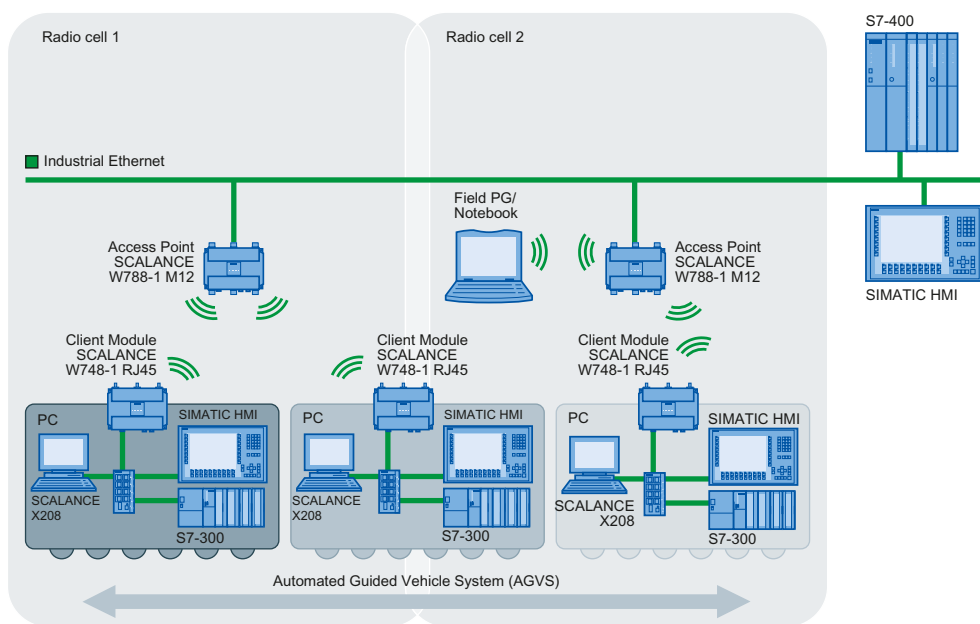 Radio cell 1
Radio cell 2
S7-400
Industrial Ethernet
Field PG/
Notebook
Access Point
SCALANCE
W788-1 M12
Access Point
SCALANCE
W788-1 M12
SIMATIC HMI
Client Module
SCALANCE
W748-1 RJ45
Client Module
SCALANCE
W748-1 RJ45
Client Module
SCALANCE
W748-1 RJ45
PC
SIMATIC HMI
SCALANCE
X208
S7-300
PC
SIMATIC HMI
SCALANCE
X208
S7-300
PC
SIMATIC HMI
SCALANCE
X208
S7-300
Automated Guided Vehicle System (AGVS)